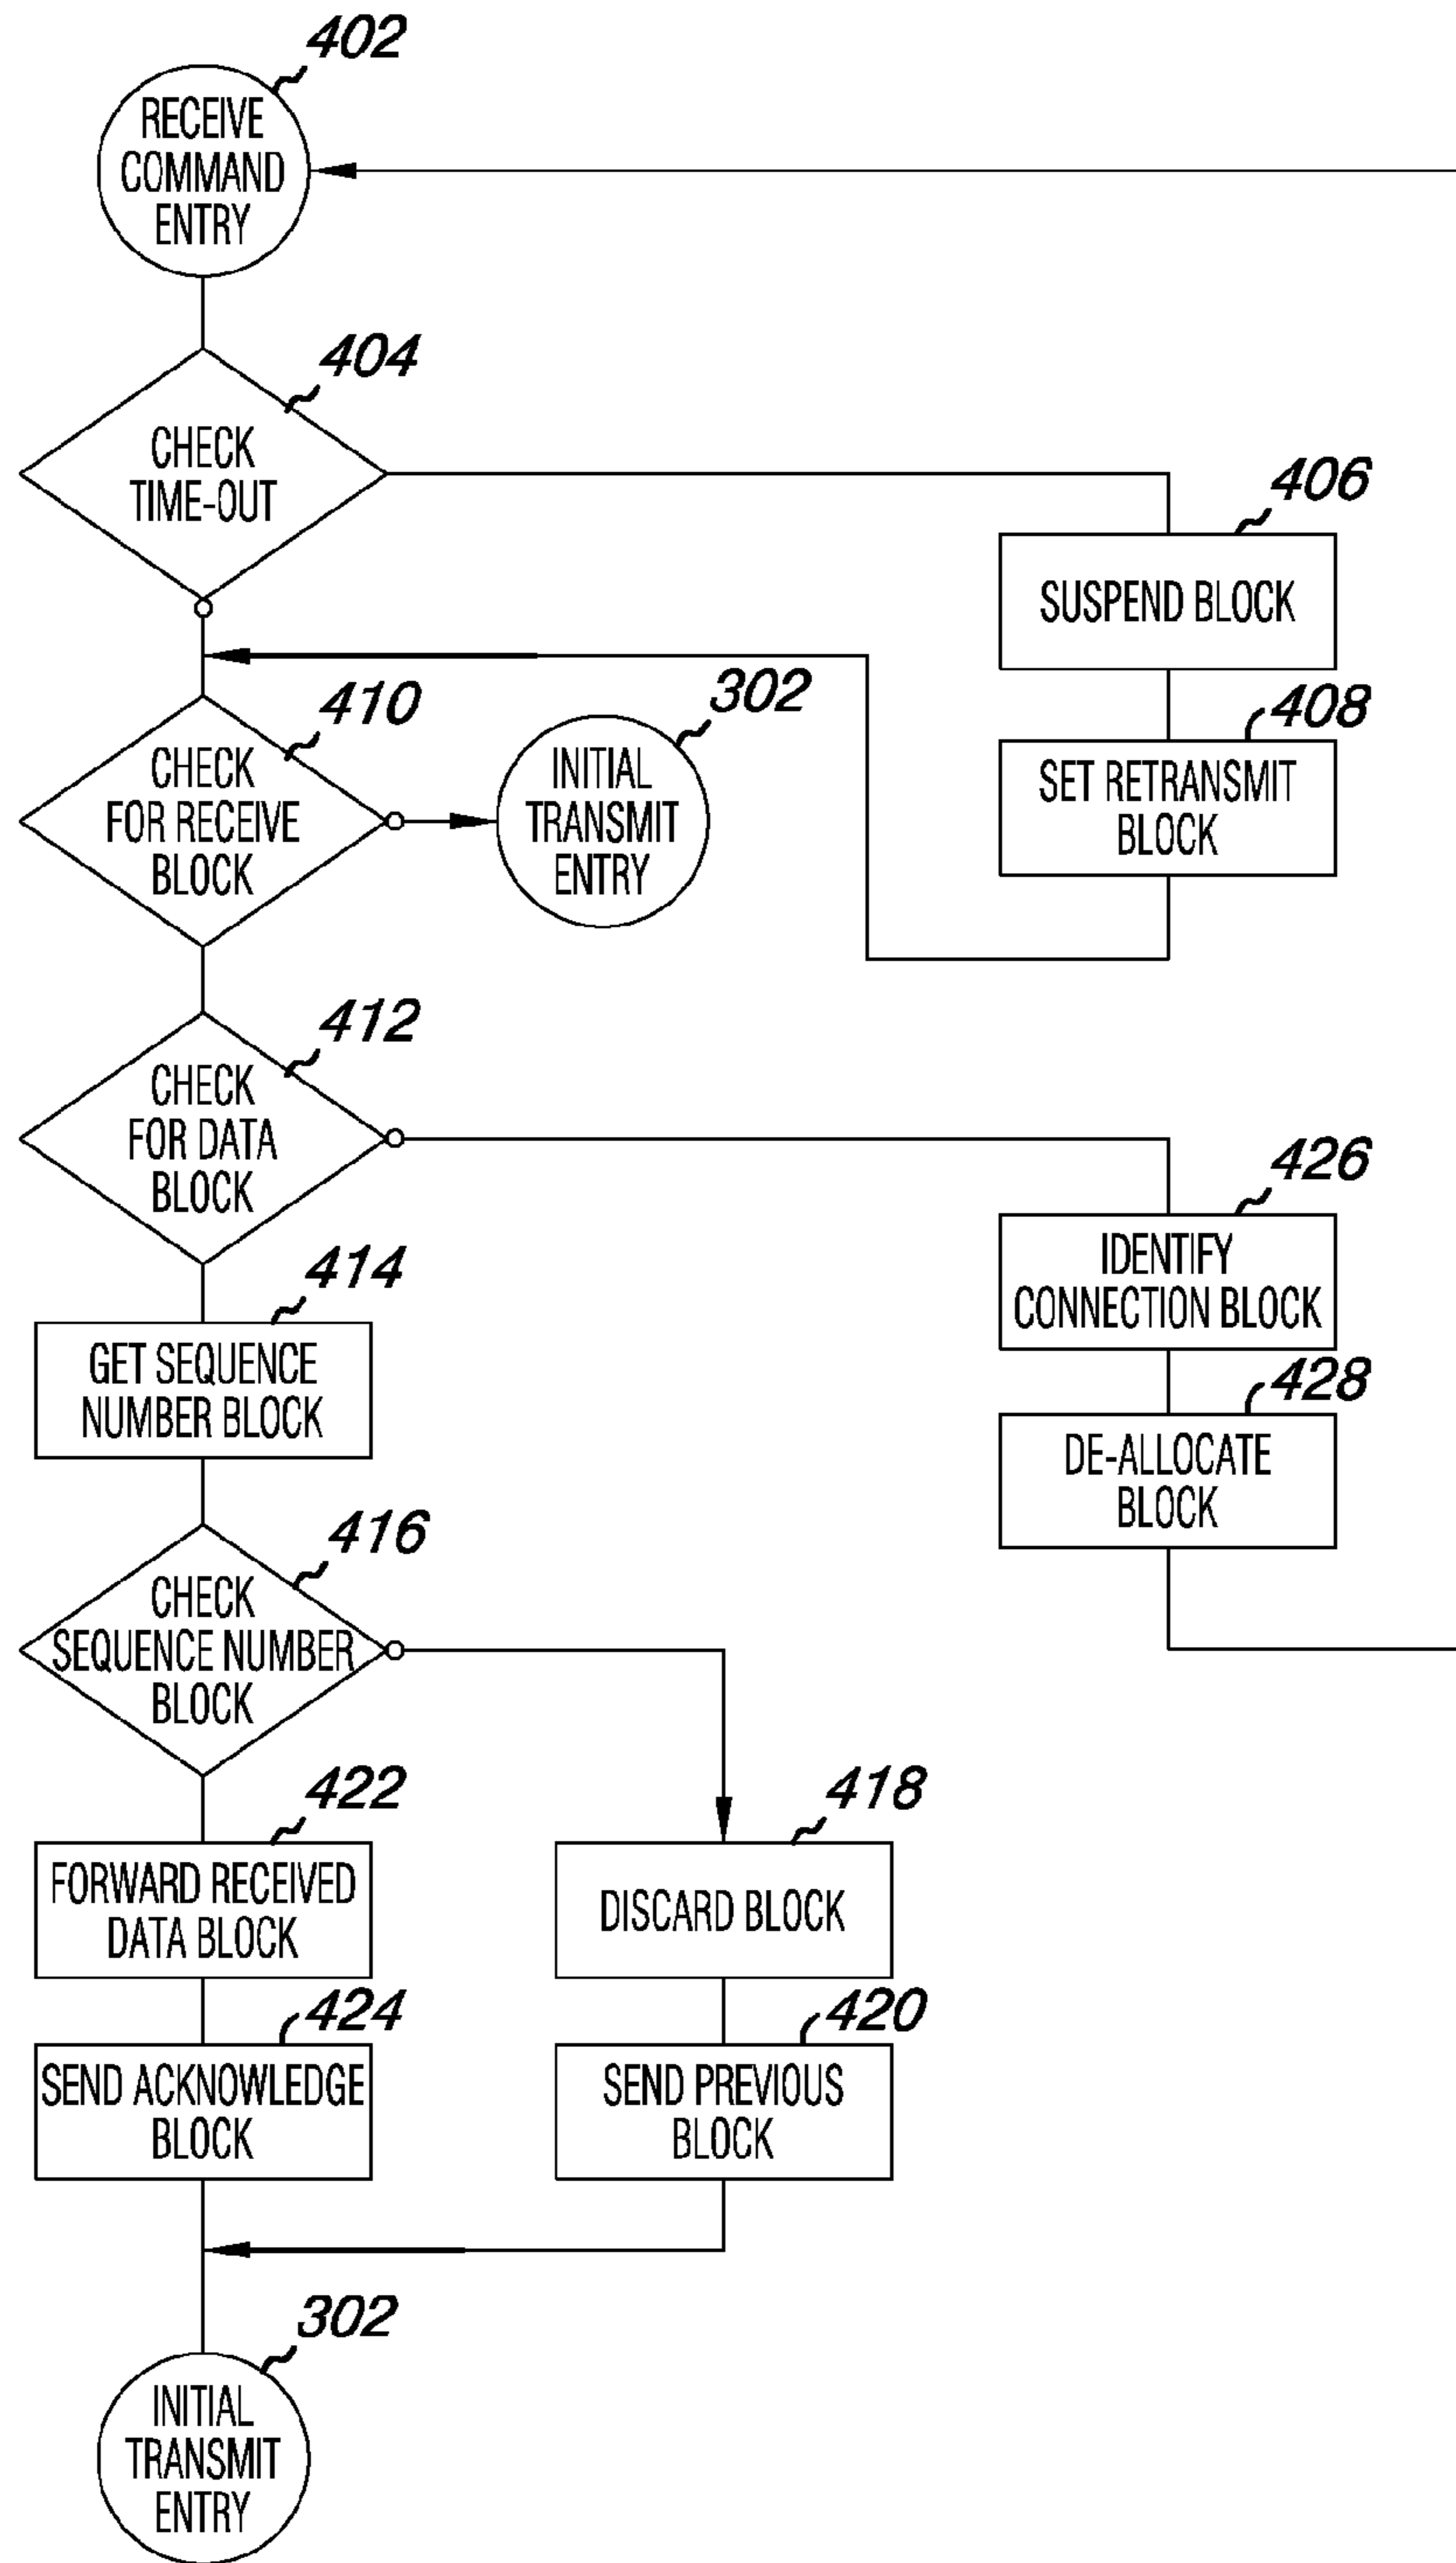 402
RECEIVE
COMMAND
ENTRY
404
CHECK
TIME-OUT
406
SUSPEND BLOCK
408
SET RETRANSMIT
BLOCK
410
CHECK
FOR RECEIVE
BLOCK
302
INITIAL
TRANSMIT
ENTRY
412
CHECK
FOR DATA
BLOCK
426
IDENTIFY
CONNECTION BLOCK
428
DE-ALLOCATE
BLOCK
414
GET SEQUENCE
NUMBER BLOCK
416
CHECK
SEQUENCE NUMBER
BLOCK
422
FORWARD RECEIVED
DATA BLOCK
418
DISCARD BLOCK
424
SEND ACKNOWLEDGE
BLOCK
420
SEND PREVIOUS
BLOCK
302
INITIAL
TRANSMIT
ENTRY